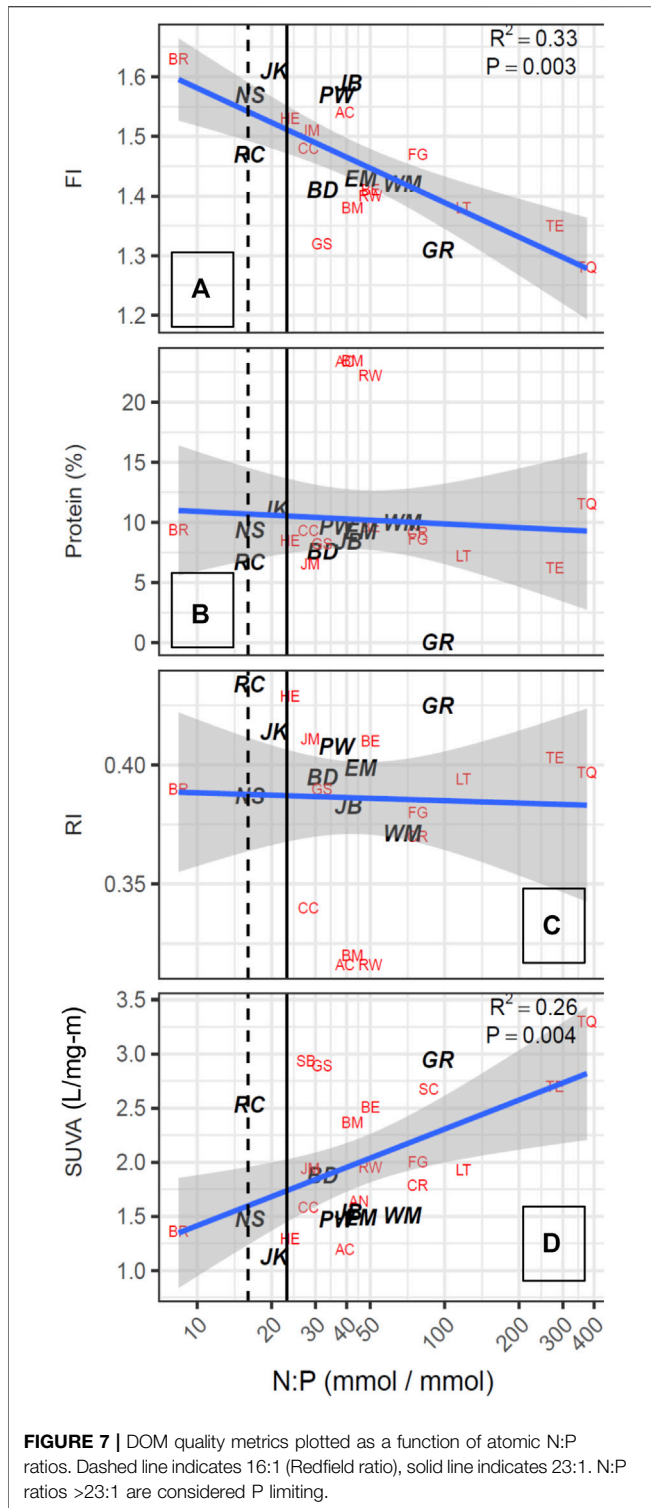 R² = 0.33
P = 0.003
BR
JK
JB
NS
PW
HE
IM
AC
RC
CC
FG
BD
EM
WM
BE
RW
BM
LT
GS
GR
TE
TQ
1.6
1.5
1.4
1.3
1.2
FI
A
AC
BM
RW
BR
NS
JK
HE
RC
CC
GS
JM
BD
PW
EM
JB
WM
FG
LT
TE
TQ
GR
20
15
10
5
0
Protein (%)
B
RC
HE
JK
JM
PW
BE
GR
BR
NS
BD
GS
EM
JB
FG
WM
LT
TE
TQ
CC
BM
AC
RW
0.40
0.35
RI
C
R² = 0.26
P = 0.004
TQ
SB
GS
GR
RC
BE
BM
SC
TE
JM
BD
RW
FG
LT
CR
BR
NS
CC
AN
JB
PW
EM
WM
HE
JK
AC
3.5
3.0
2.5
2.0
1.5
1.0
SUVA (L/mg-m)
D
10
20
30
40
50
100
200
300
400
N:P (mmol / mmol)
FIGURE 7 | DOM quality metrics plotted as a function of atomic N:P
ratios. Dashed line indicates 16:1 (Redfield ratio), solid line indicates 23:1. N:P
ratios >23:1 are considered P limiting.